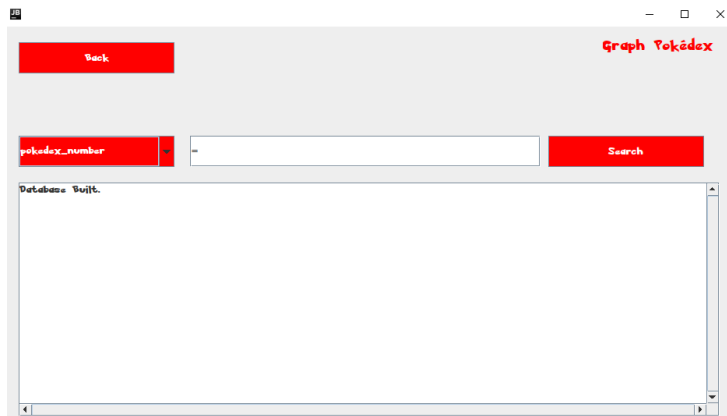 JB
Back
Graph Pokédex
pokedex_number
=
Search
Database Built.